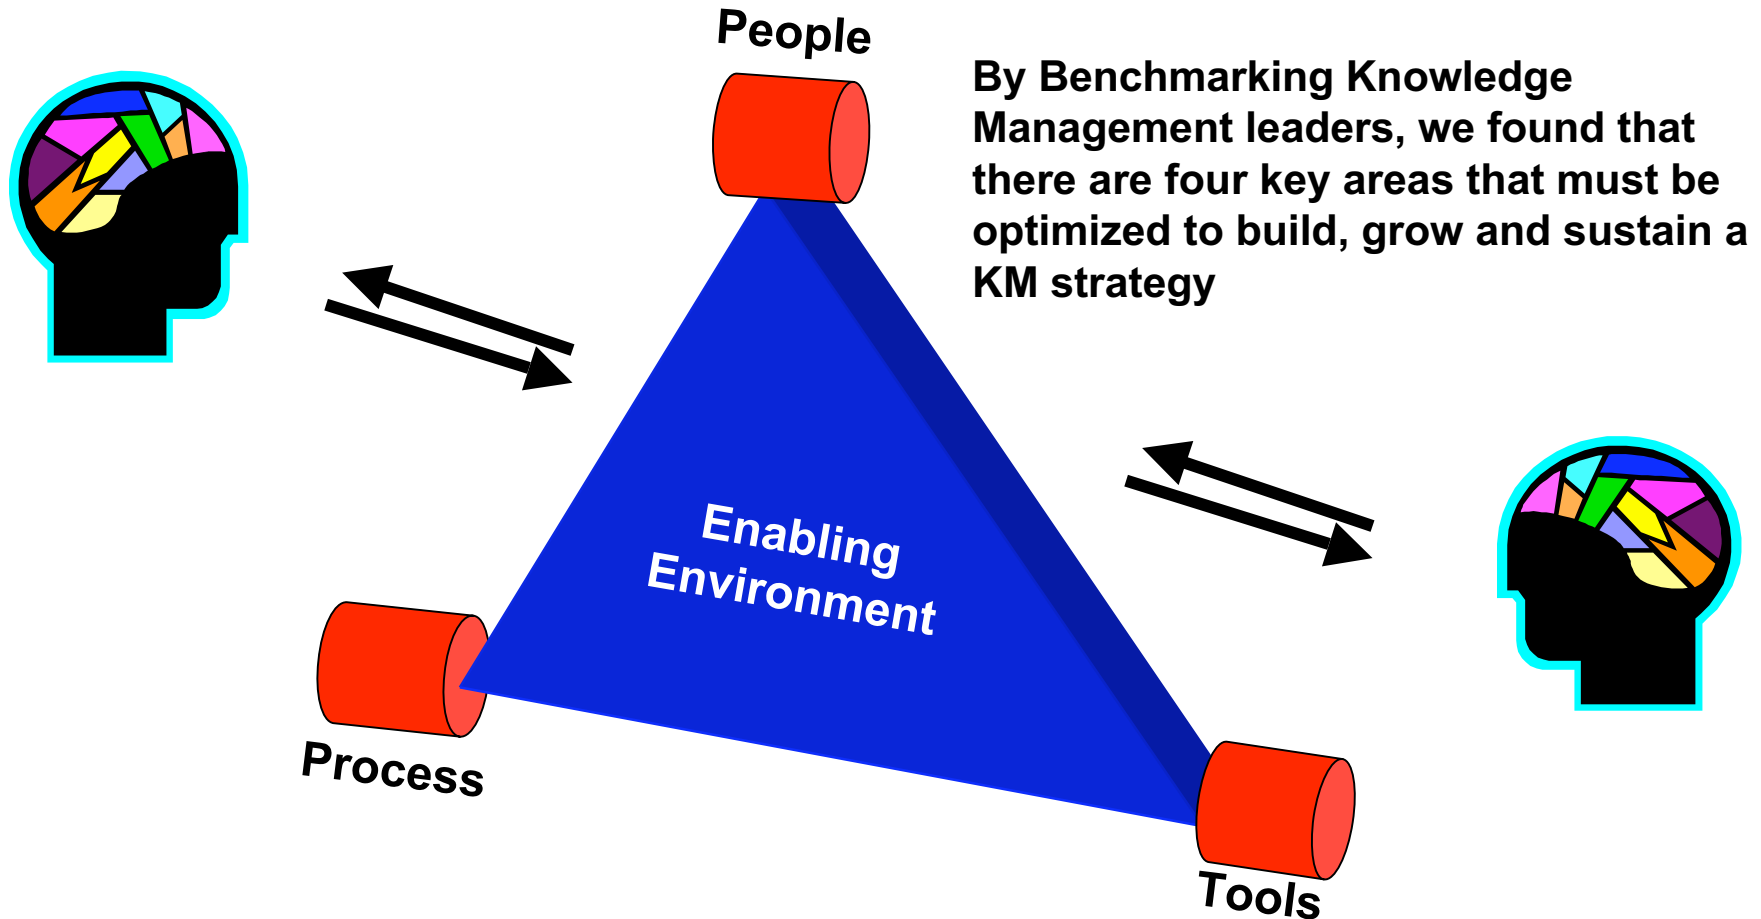 People
By Benchmarking Knowledge
Management leaders, we found that
there are four key areas that must be
optimized to build, grow and sustain a
KM strategy
Enabling
Environment
Process
Tools